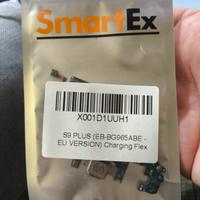 SmartEx
X001D1UUH1
S9 PLUS (EB-BG965ABE -
EU VERSION) Charging Flex